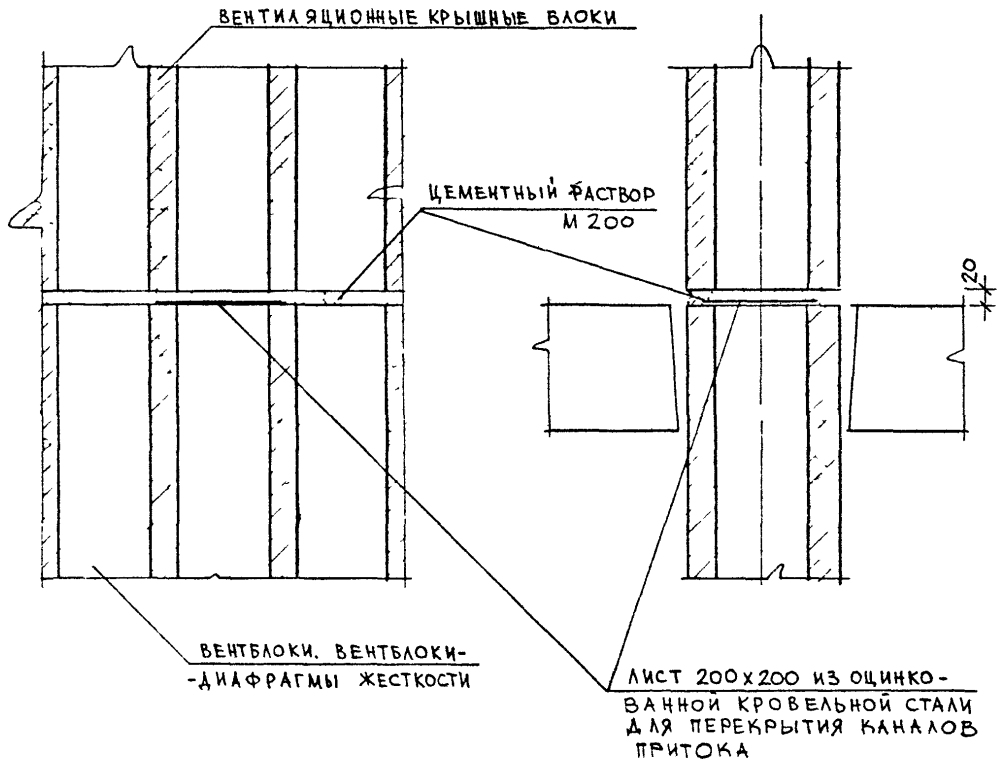 ВЕНТИЛЯЦИОННЫЕ КРЫШНЫЕ БЛОКИ
ЦЕМЕНТНЫЙ РАСТВОР
М 200
20
ВЕНТБЛОКИ. ВЕНТБЛОКИ-
-ДИАФРАГМЫ ЖЕСТКОСТИ
ЛИСТ 200х200 ИЗ ОЦИНКО-
ВАННОЙ КРОВЕЛЬНОЙ СТАЛИ
ДЛЯ ПЕРЕКРЫТИЯ КАНАЛОВ
ПРИТОКА